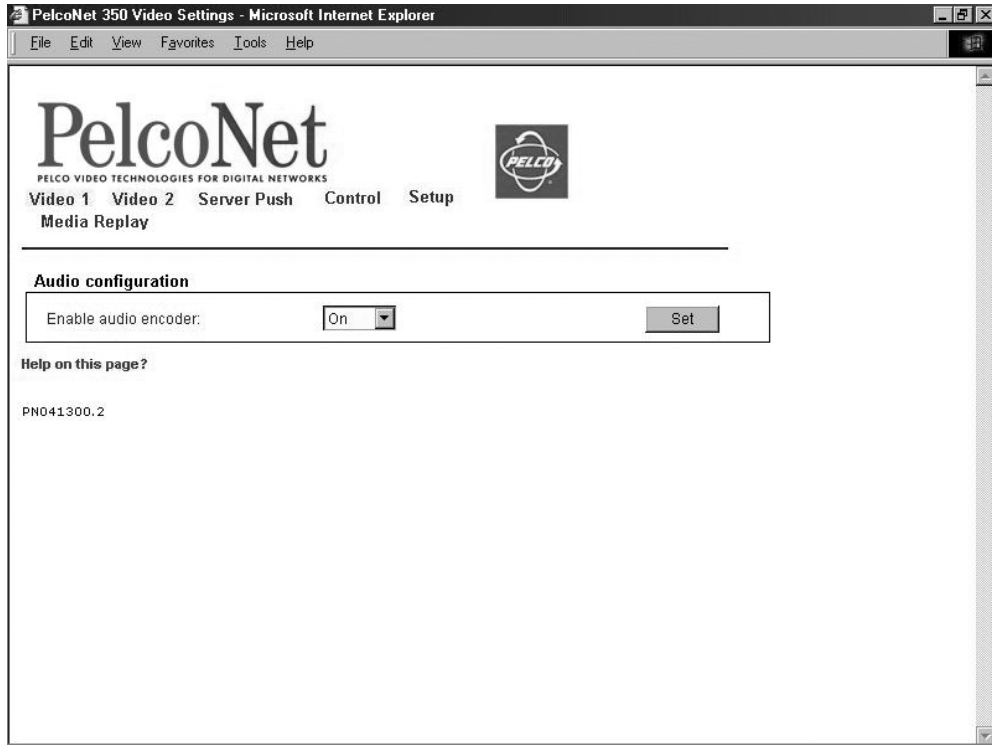 PelcoNet 350 Video Settings - Microsoft Internet Explorer
File Edit View Favorites Tools Help
PelcoNet
PELCO VIDEO TECHNOLOGIES FOR DIGITAL NETWORKS
PELCO
Video 1 Video 2 Server Push Control Setup
Media Replay
Audio configuration
Enable audio encoder: On Set
Help on this page?
PN041300.2